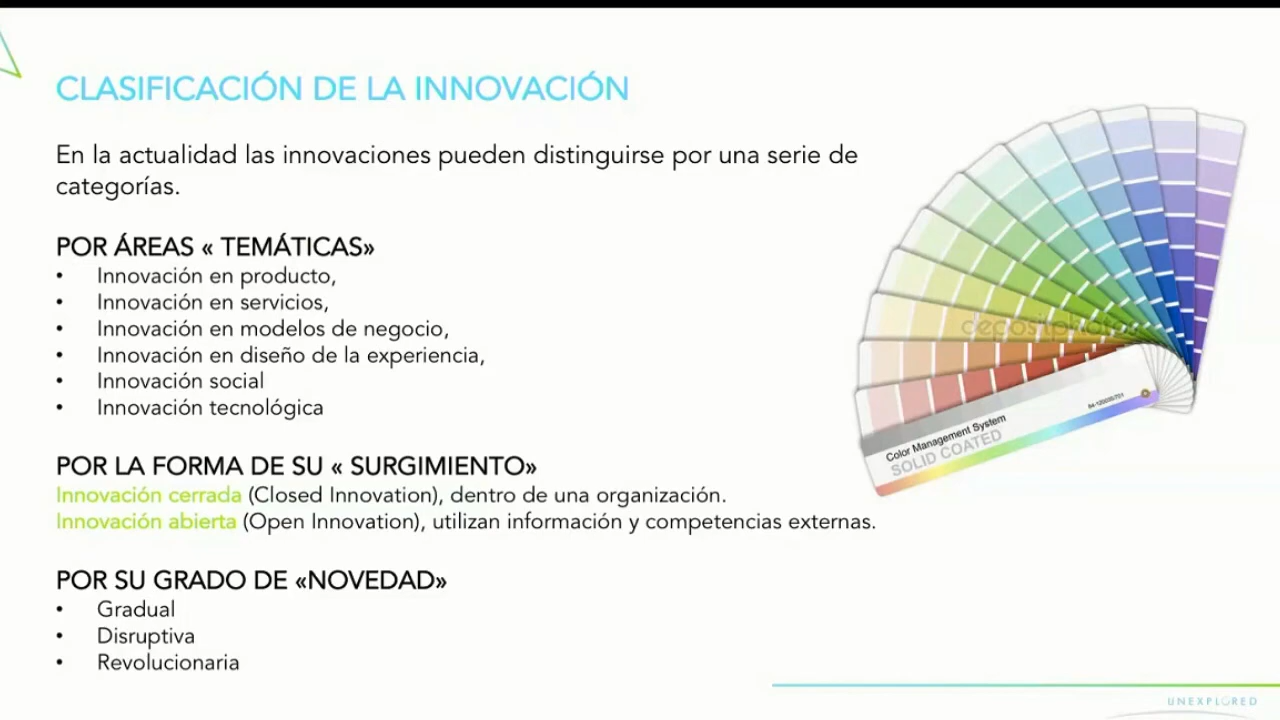 CLASIFICACIÓN DE LA INNOVACIÓN
En la actualidad las innovaciones pueden distinguirse por una serie de
categorías.
POR ÁREAS « TEMÁTICAS»
• Innovación en producto,
• Innovación en servicios,
• Innovación en modelos de negocio,
• Innovación en diseño de la experiencia,
• Innovación social
• Innovación tecnológica
POR LA FORMA DE SU « SURGIMIENTO»
Innovación cerrada (Closed Innovation), dentro de una organización.
Innovación abierta (Open Innovation), utilizan información y competencias externas.
POR SU GRADO DE «NOVEDAD»
• Gradual
• Disruptiva
• Revolucionaria
depositphotos
Color Management System
SOLID COATED
UNEXPLORED